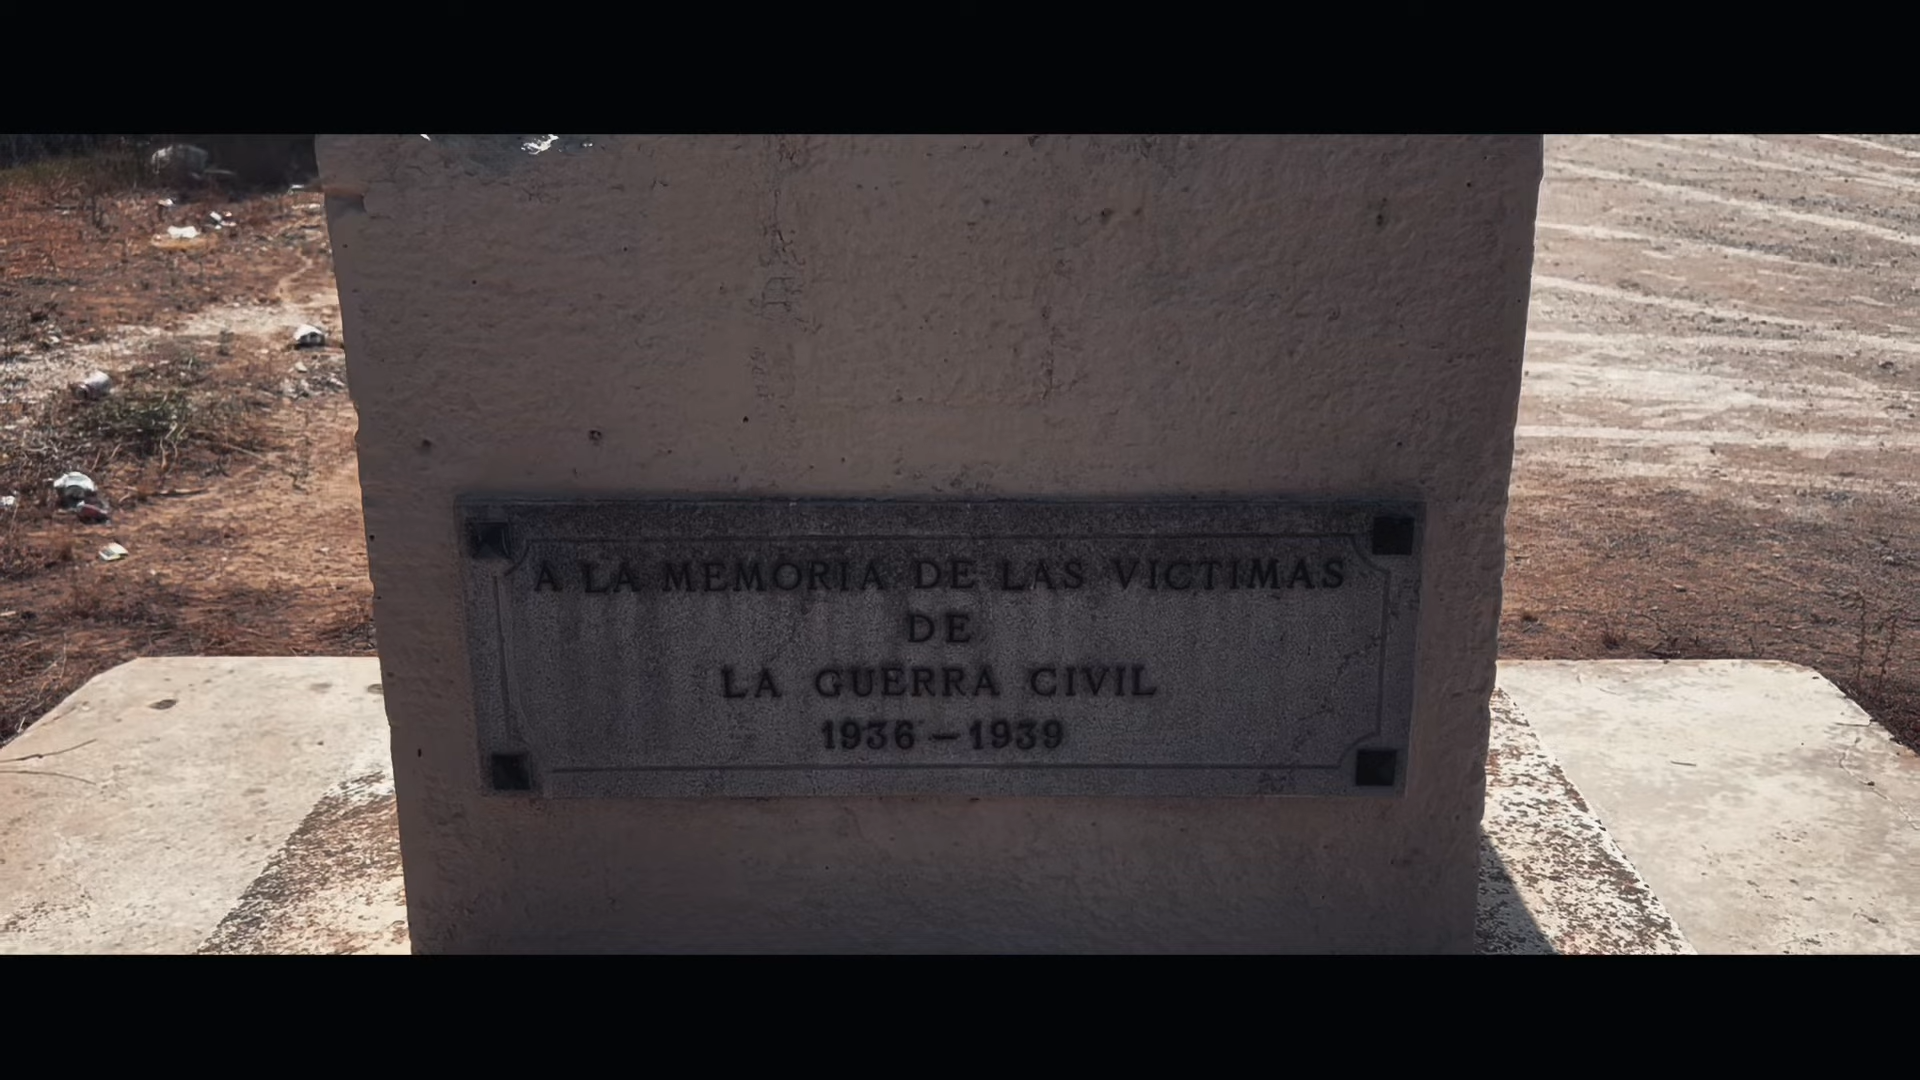 A LA MEMORIA DE LAS VICTIMAS
DE
LA GUERRA CIVIL
1936 - 1939